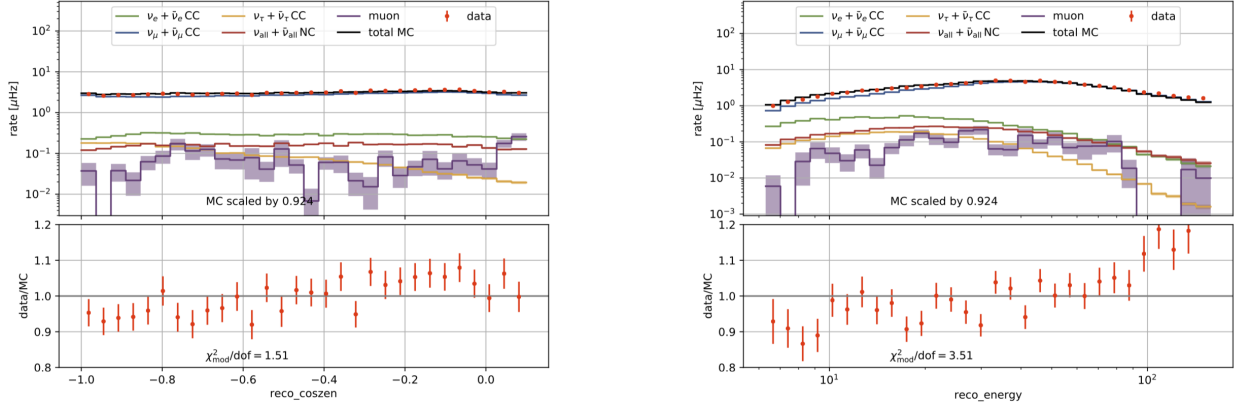 νe + ν̄e CC
νμ + ν̄μ CC
ντ + ν̄τ CC
νall + ν̄all NC
muon
total MC
data
10²
10¹
10⁰
10⁻¹
10⁻²
rate [μHz]
MC scaled by 0.924
1.2
1.1
1.0
0.9
0.8
data/MC
χ²mod/dof = 1.51
−1.0 −0.8 −0.6 −0.4 −0.2 0.0
reco_coszen
νe + ν̄e CC
νμ + ν̄μ CC
ντ + ν̄τ CC
νall + ν̄all NC
muon
total MC
data
10²
10¹
10⁰
10⁻¹
10⁻²
10⁻³
rate [μHz]
MC scaled by 0.924
1.2
1.1
1.0
0.9
0.8
data/MC
χ²mod/dof = 3.51
10¹ 10²
reco_energy